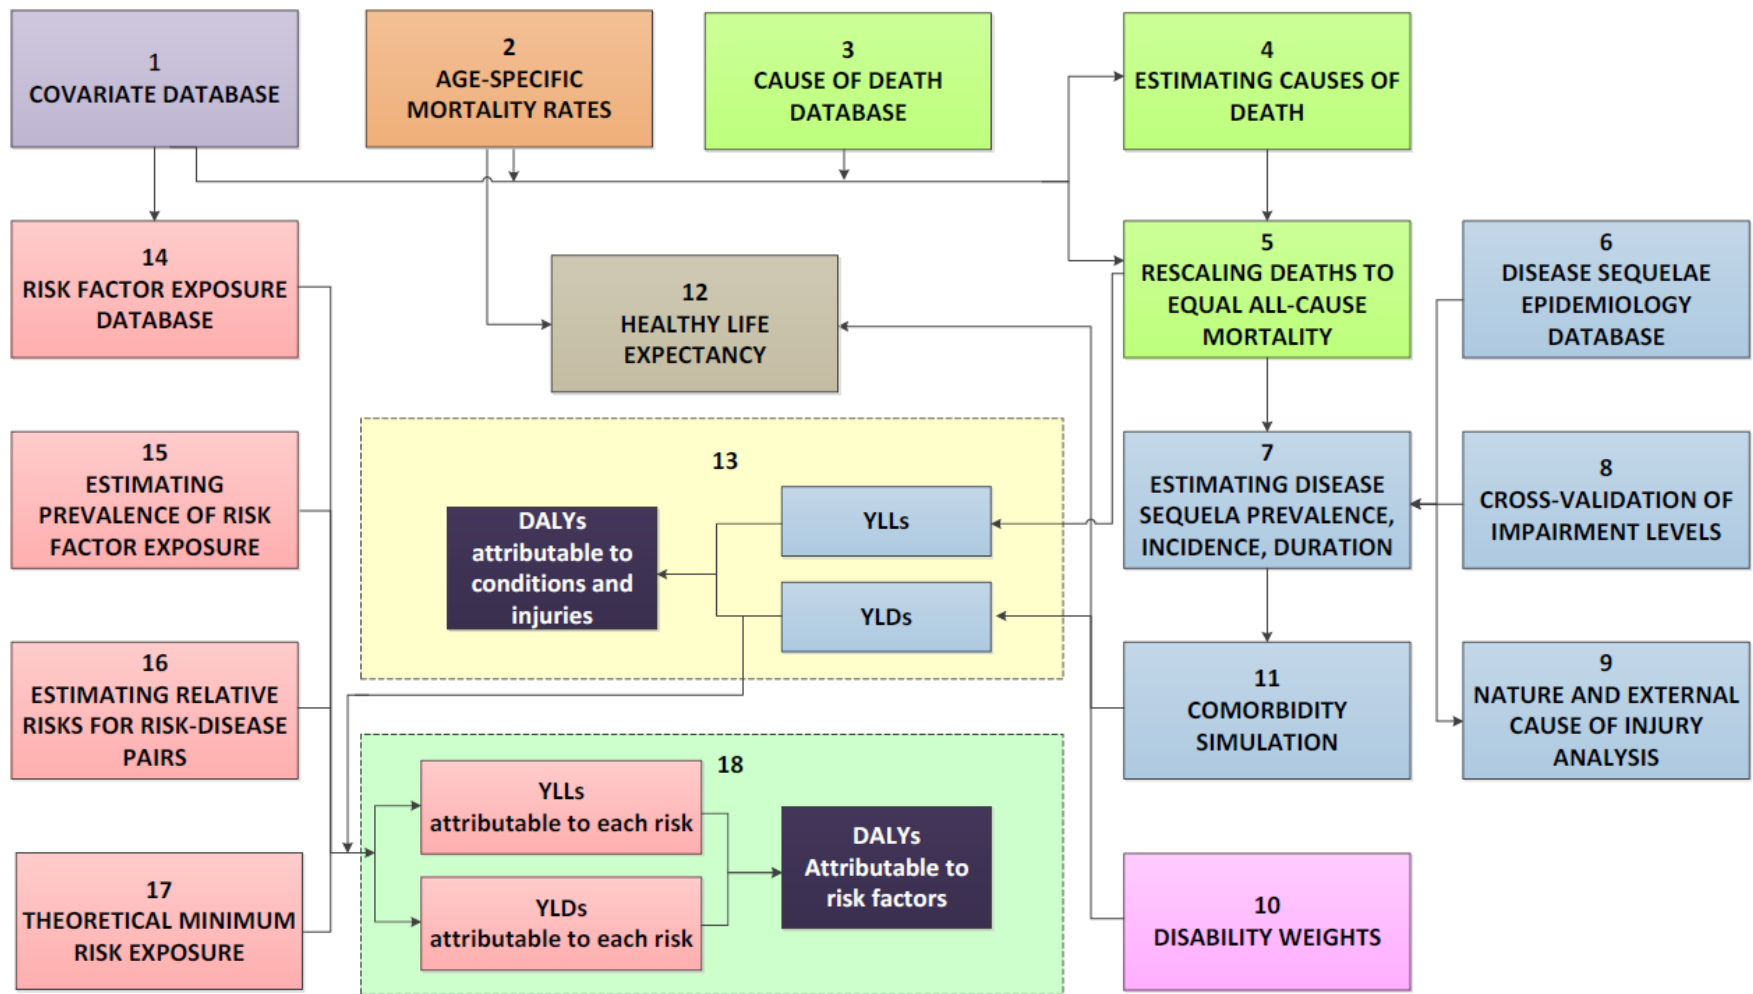 1
COVARIATE DATABASE
2
AGE-SPECIFIC
MORTALITY RATES
3
CAUSE OF DEATH
DATABASE
4
ESTIMATING CAUSES OF
DEATH
14
RISK FACTOR EXPOSURE
DATABASE
12
HEALTHY LIFE
EXPECTANCY
5
RESCALING DEATHS TO
EQUAL ALL-CAUSE
MORTALITY
6
DISEASE SEQUELAE
EPIDEMIOLOGY
DATABASE
15
ESTIMATING
PREVALENCE OF RISK
FACTOR EXPOSURE
13
DALYs
attributable to
conditions and
injuries
YLLs
YLDs
7
ESTIMATING DISEASE
SEQUELA PREVALENCE,
INCIDENCE, DURATION
8
CROSS-VALIDATION OF
IMPAIRMENT LEVELS
16
ESTIMATING RELATIVE
RISKS FOR RISK-DISEASE
PAIRS
11
COMORBIDITY
SIMULATION
9
NATURE AND EXTERNAL
CAUSE OF INJURY
ANALYSIS
18
YLLs
attributable to each risk
YLDs
attributable to each risk
DALYs
Attributable to
risk factors
17
THEORETICAL MINIMUM
RISK EXPOSURE
10
DISABILITY WEIGHTS